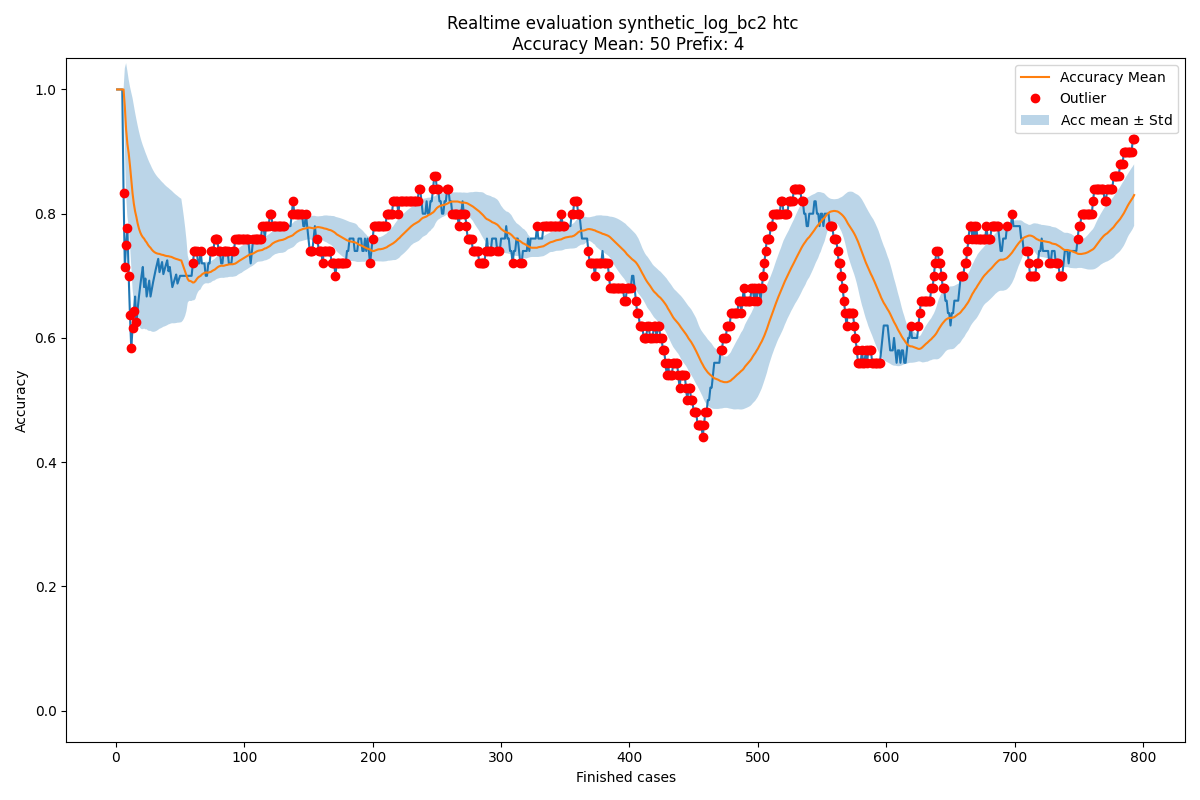 Realtime evaluation synthetic_log_bc2 htc
Accuracy Mean: 50 Prefix: 4
Accuracy Mean
Outlier
Acc mean ± Std
1.0
0.8
0.6
0.4
0.2
0.0
Accuracy
0 100 200 300 400 500 600 700 800
Finished cases